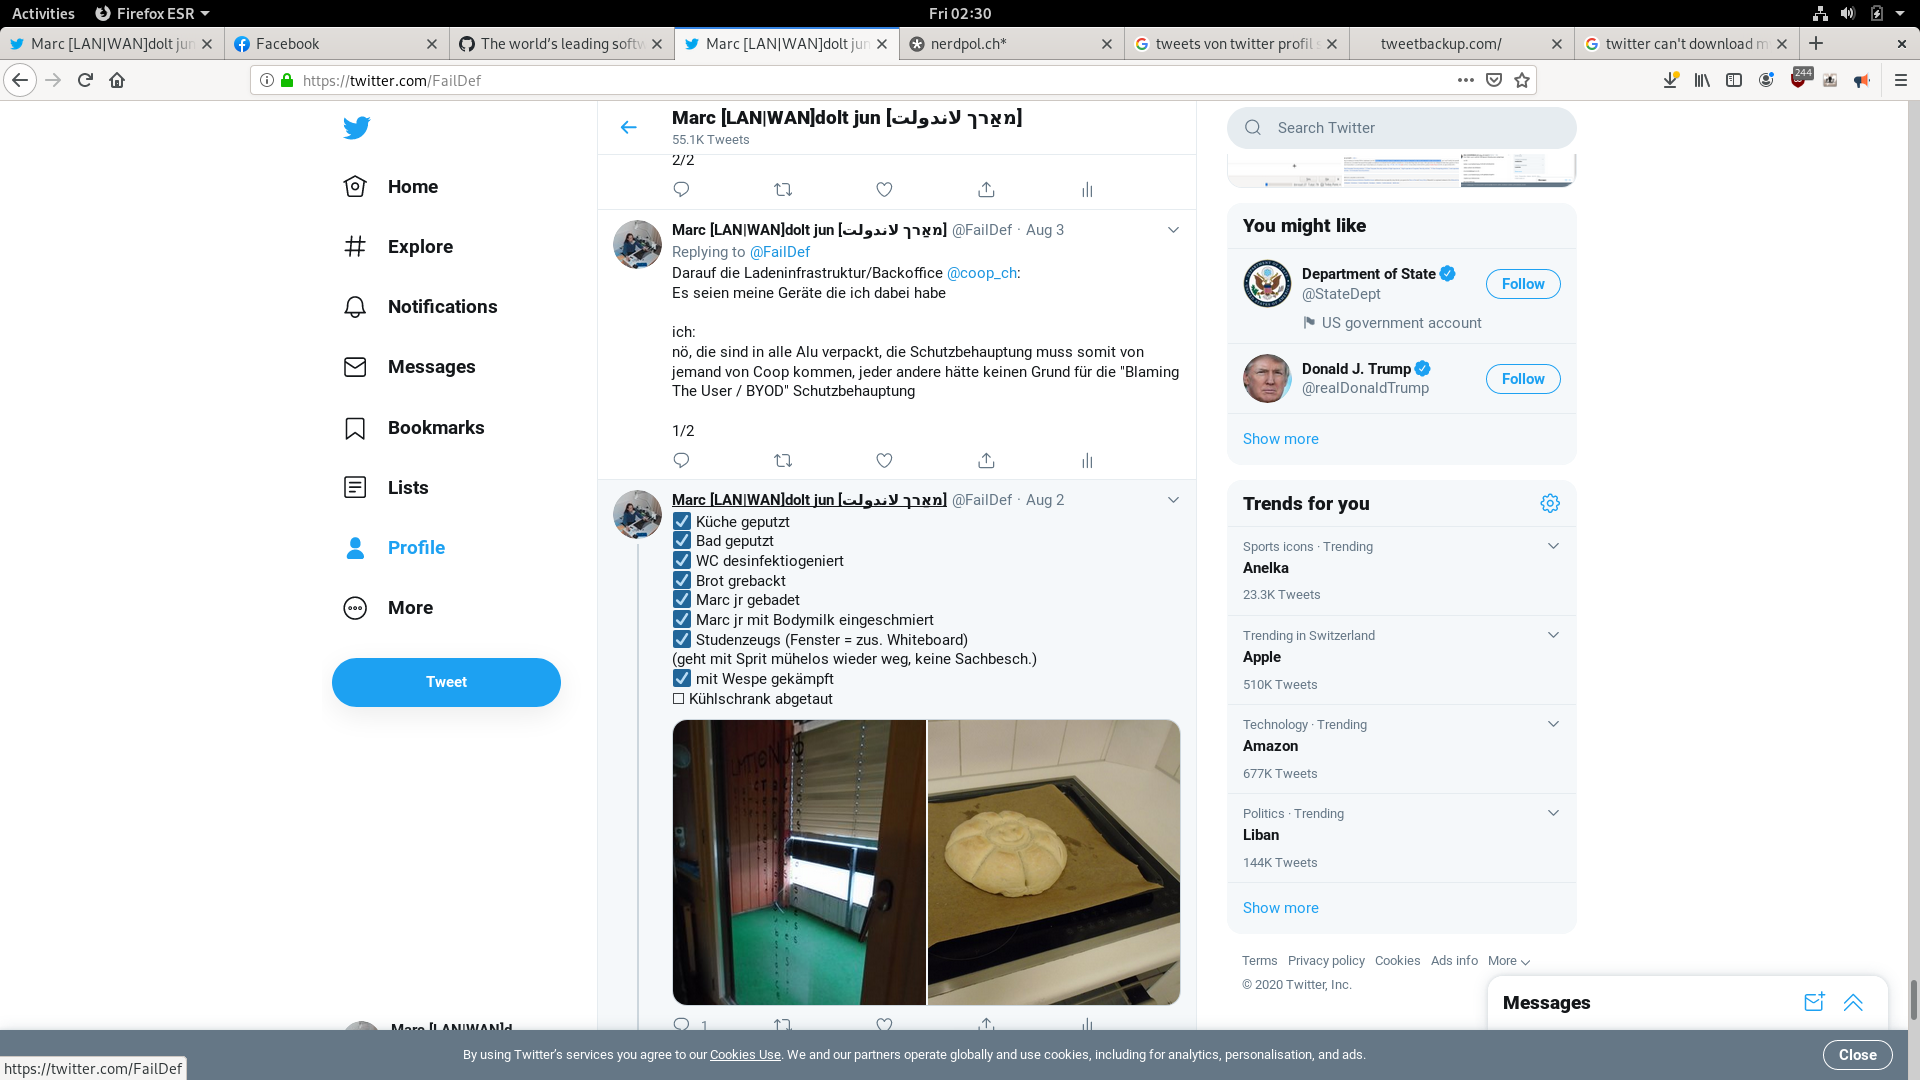 Activities
Firefox ESR
Fri 02:30
Marc [LAN|WAN]dolt jun
Facebook
The world's leading softw
Marc [LAN|WAN]dolt jun
nerdpol.ch*
tweets von twitter profil s
tweetbackup.com/
twitter can't download m
https://twitter.com/FailDef
244
Home
Explore
Notifications
Messages
Bookmarks
Lists
Profile
More
Tweet
Marc [LAN|WAN]d
Marc [LAN|WAN]dolt jun [מאַרך לאנדולט]
55.1K Tweets
2/2
Marc [LAN|WAN]dolt jun [מאַרך לאנדולט] @FailDef · Aug 3
Replying to @FailDef
Darauf die Ladeninfrastruktur/Backoffice @coop_ch:
Es seien meine Geräte die ich dabei habe
ich:
nö, die sind in alle Alu verpackt, die Schutzbehauptung muss somit von
jemand von Coop kommen, jeder andere hätte keinen Grund für die "Blaming
The User / BYOD" Schutzbehauptung
1/2
Marc [LAN|WAN]dolt jun [מאַרך לאנדולט] @FailDef · Aug 2
☑ Küche geputzt
☑ Bad geputzt
☑ WC desinfektiogeniert
☑ Brot grebackt
☑ Marc jr gebadet
☑ Marc jr mit Bodymilk eingeschmiert
☑ Studenzeugs (Fenster = zus. Whiteboard)
(geht mit Sprit mühelos wieder weg, keine Sachbesch.)
☑ mit Wespe gekämpft
☐ Kühlschrank abgetaut
1
Search Twitter
You might like
Department of State
@StateDept
US government account
Follow
Donald J. Trump
@realDonaldTrump
Follow
Show more
Trends for you
Sports icons · Trending
Anelka
23.3K Tweets
Trending in Switzerland
Apple
510K Tweets
Technology · Trending
Amazon
677K Tweets
Politics · Trending
Liban
144K Tweets
Show more
Terms Privacy policy Cookies Ads info More
© 2020 Twitter, Inc.
Messages
By using Twitter's services you agree to our Cookies Use. We and our partners operate globally and use cookies, including for analytics, personalisation, and ads.
Close
https://twitter.com/FailDef